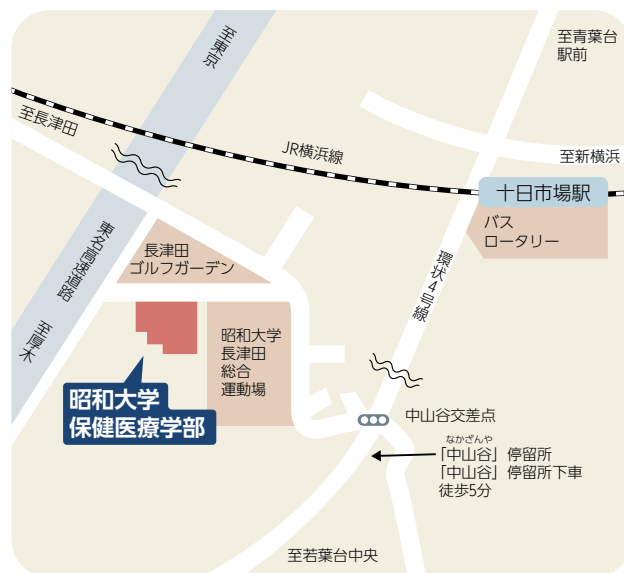 至東京
至青葉台
駅前
至長津田
JR横浜線
至新横浜
十日市場駅
バス
ロータリー
東名高速道路
長津田
ゴルフガーデン
環状4号線
至厚木
昭和大学
長津田
総合
運動場
昭和大学
保健医療学部
中山谷交差点
なかざんや
「中山谷」停留所
「中山谷」停留所下車
徒歩5分
至若葉台中央